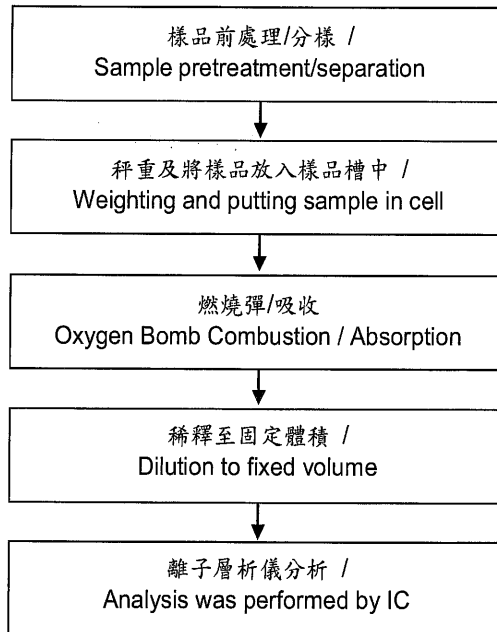 樣品前處理/分樣 /
Sample pretreatment/separation
秤重及將樣品放入樣品槽中 /
Weighting and putting sample in cell
燃燒彈/吸收
Oxygen Bomb Combustion / Absorption
稀釋至固定體積 /
Dilution to fixed volume
離子層析儀分析 /
Analysis was performed by IC